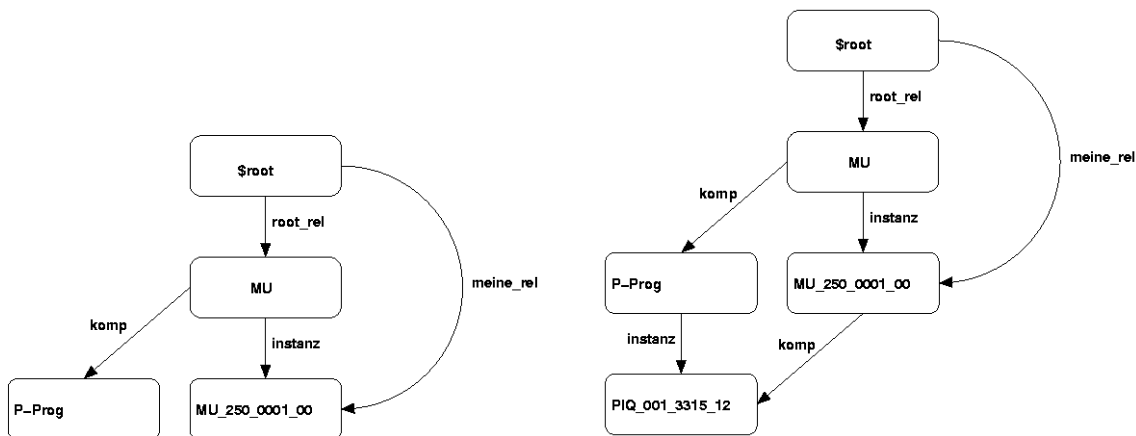 $root
root_rel
MU
meine_rel
komp
instanz
P-Prog
MU_250_0001_00
$root
root_rel
MU
meine_rel
komp
instanz
P-Prog
MU_250_0001_00
instanz
komp
PIQ_001_3315_12